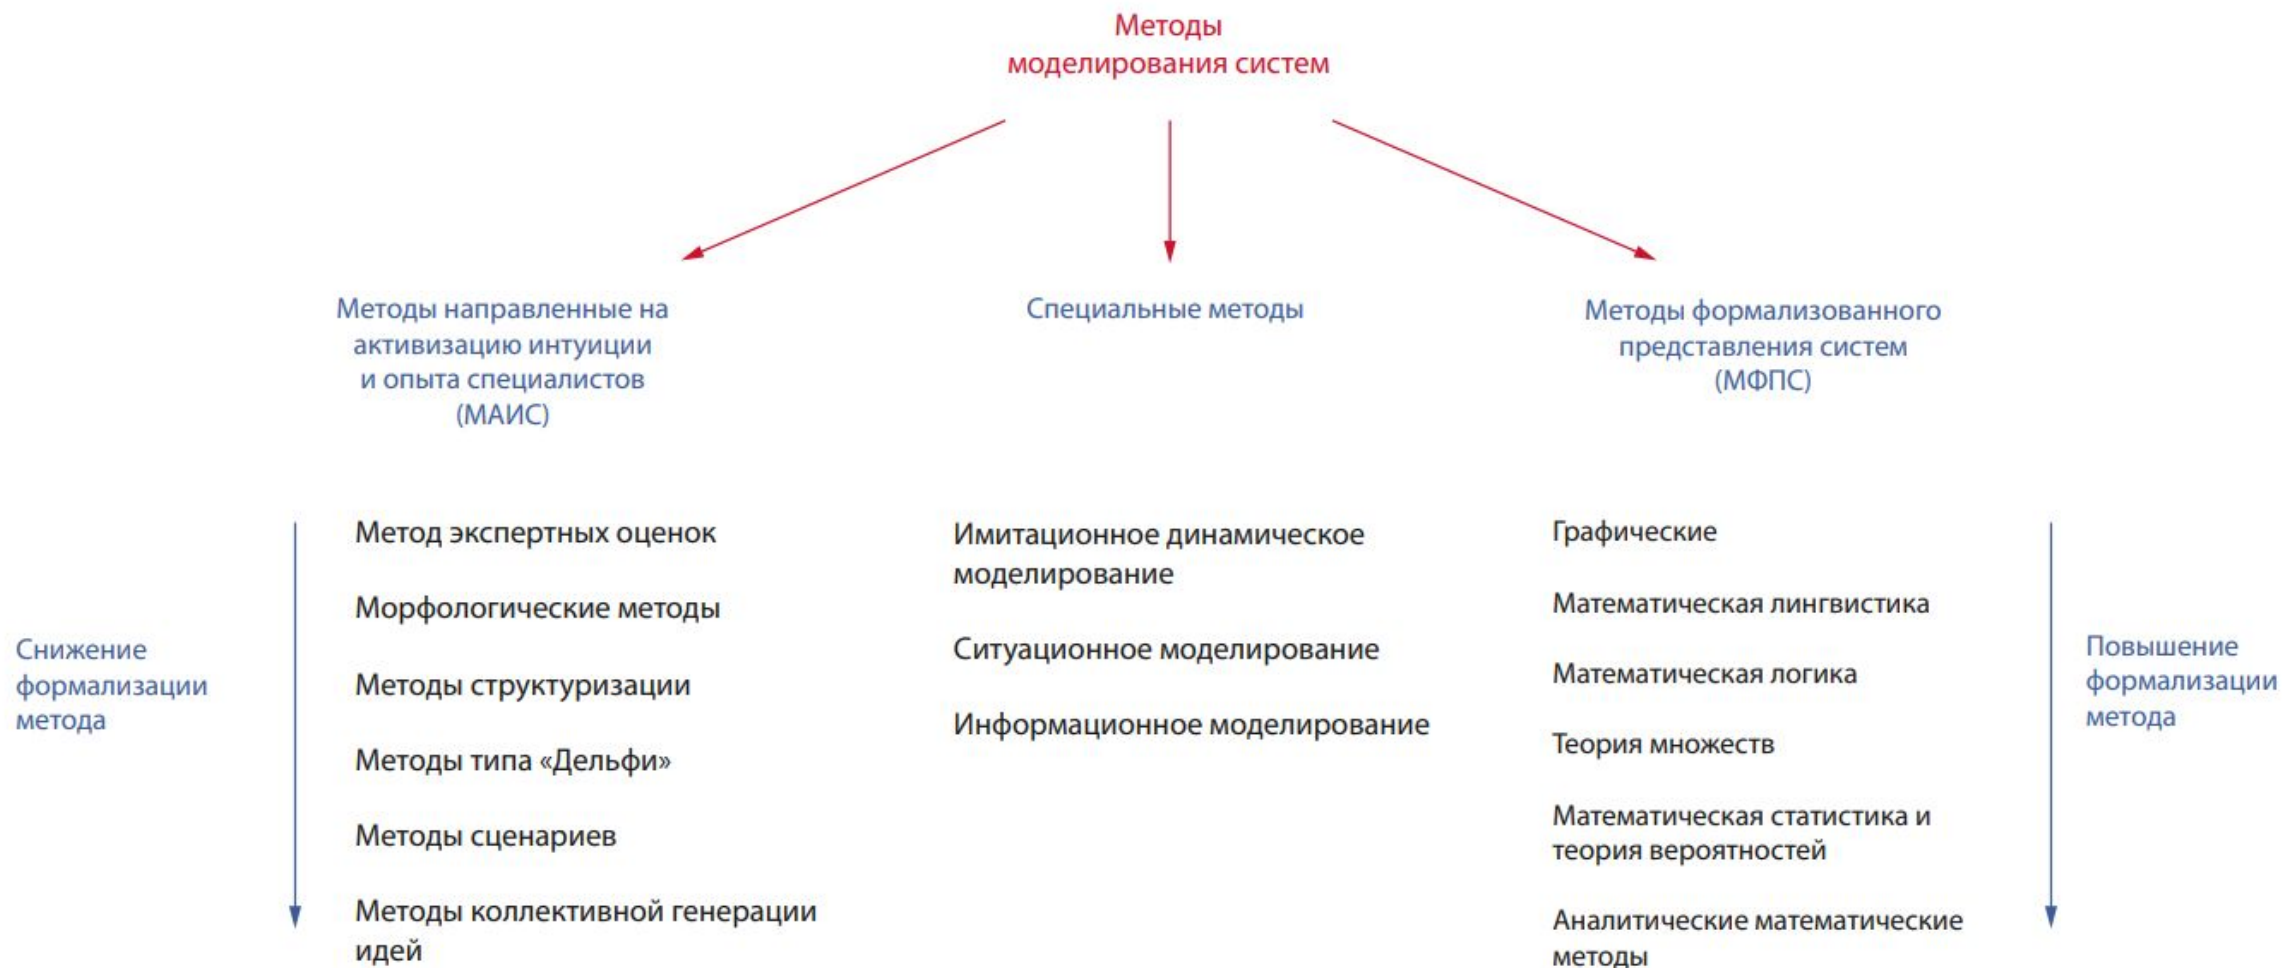 Методы
моделирования систем
Методы направленные на
активизацию интуиции
и опыта специалистов
(МАИС)
Специальные методы
Методы формализованного
представления систем
(МФПС)
Снижение
формализации
метода
Метод экспертных оценок
Морфологические методы
Методы структуризации
Методы типа «Дельфи»
Методы сценариев
Методы коллективной генерации
идей
Имитационное динамическое
моделирование
Ситуационное моделирование
Информационное моделирование
Графические
Математическая лингвистика
Математическая логика
Теория множеств
Математическая статистика и
теория вероятностей
Аналитические математические
методы
Повышение
формализации
метода